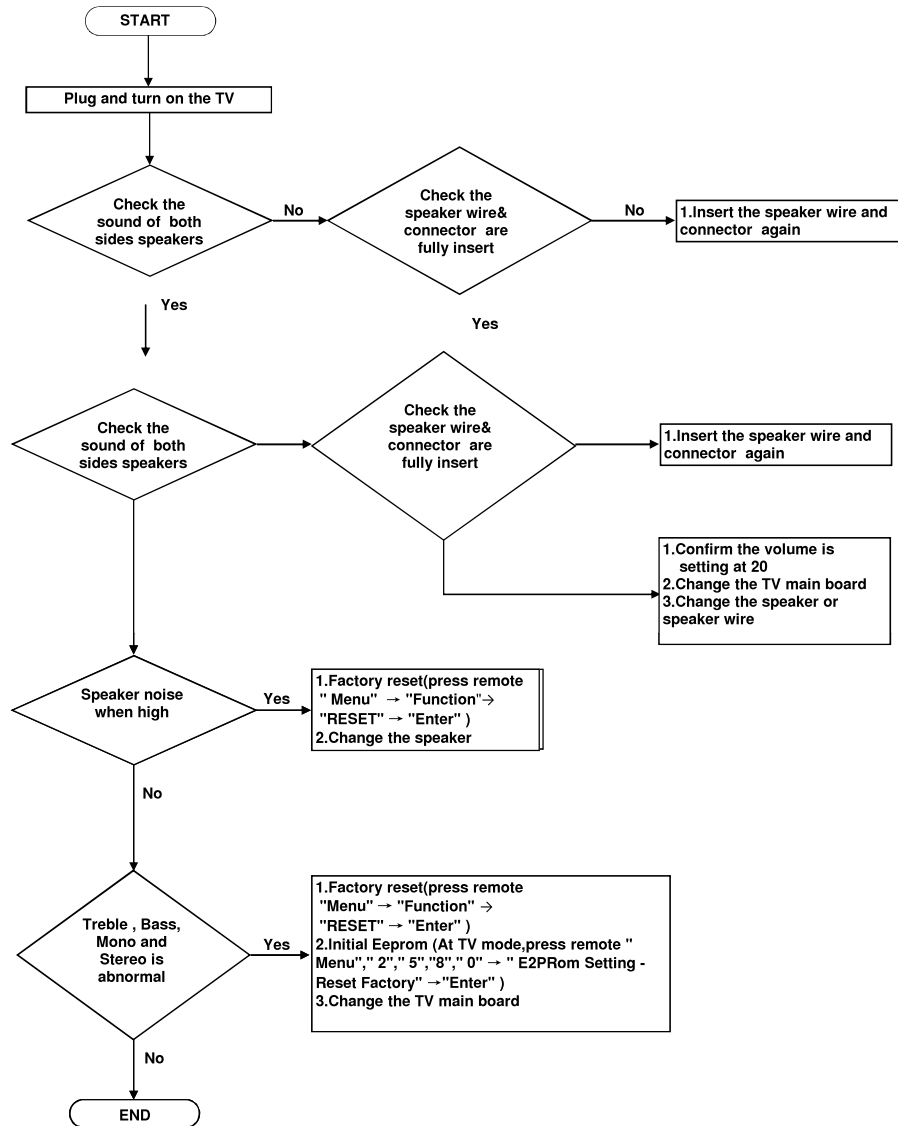 START
Plug and turn on the TV
Check the
sound of both
sides speakers
No
Check the
speaker wire&
connector are
fully insert
No
1.Insert the speaker wire and
connector again
Yes
Yes
Check the
sound of both
sides speakers
Check the
speaker wire&
connector are
fully insert
1.Insert the speaker wire and
connector again
1.Confirm the volume is
setting at 20
2.Change the TV main board
3.Change the speaker or
speaker wire
Speaker noise
when high
Yes
1.Factory reset(press remote
" Menu" → "Function"→
"RESET" → "Enter" )
2.Change the speaker
No
Treble , Bass,
Mono and
Stereo is
abnormal
Yes
1.Factory reset(press remote
"Menu" → "Function" →
"RESET" → "Enter" )
2.Initial Eeprom (At TV mode,press remote "
Menu"," 2"," 5","8"," 0" → " E2PRom Setting -
Reset Factory" →"Enter" )
3.Change the TV main board
No
END